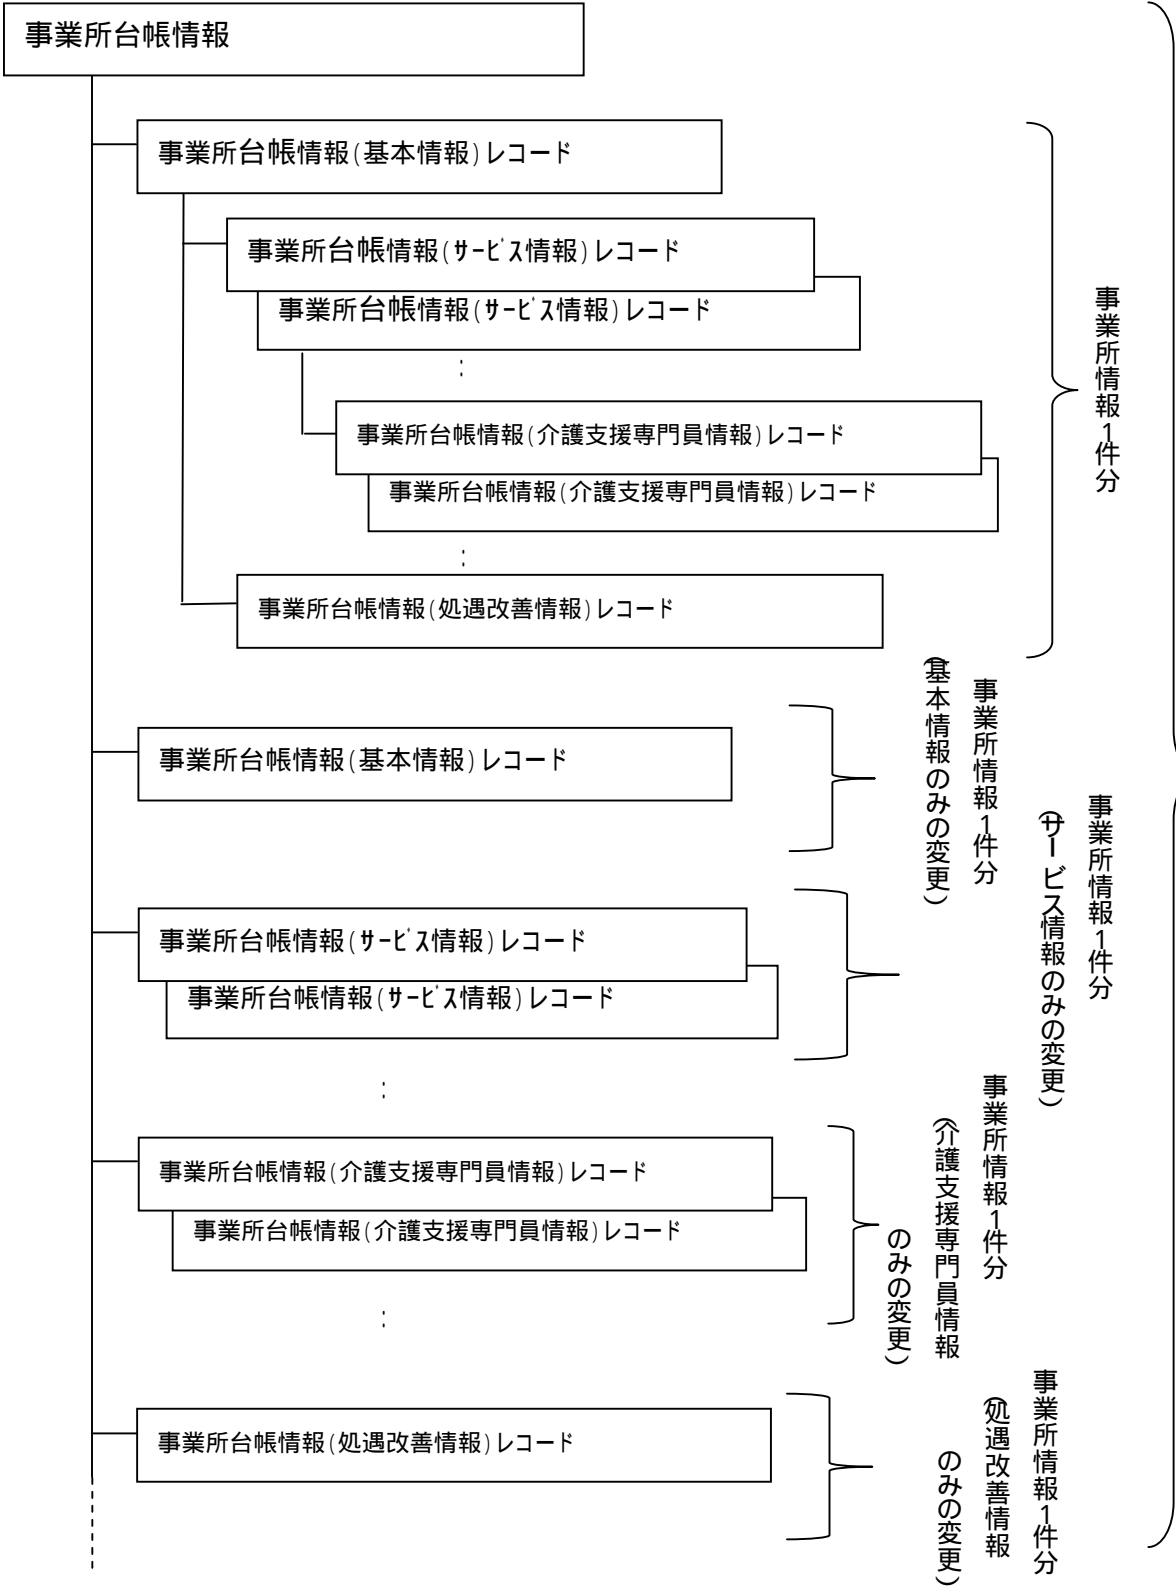 事業所台帳情報
事業所台帳情報(基本情報)レコード
事業所台帳情報(ｻｰﾋﾞｽ情報)レコード
事業所台帳情報(ｻｰﾋﾞｽ情報)レコード
:
事業所台帳情報(介護支援専門員情報)レコード
事業所台帳情報(介護支援専門員情報)レコード
:
事業所台帳情報(処遇改善情報)レコード
事業所情報1件分
事業所台帳情報(基本情報)レコード
事業所情報1件分
(基本情報のみの変更)
事業所台帳情報(ｻｰﾋﾞｽ情報)レコード
事業所台帳情報(ｻｰﾋﾞｽ情報)レコード
:
事業所情報1件分
(サービス情報のみの変更)
事業所台帳情報(介護支援専門員情報)レコード
事業所台帳情報(介護支援専門員情報)レコード
:
事業所情報1件分
(介護支援専門員情報
のみの変更)
事業所台帳情報(処遇改善情報)レコード
事業所情報1件分
(処遇改善情報
のみの変更)